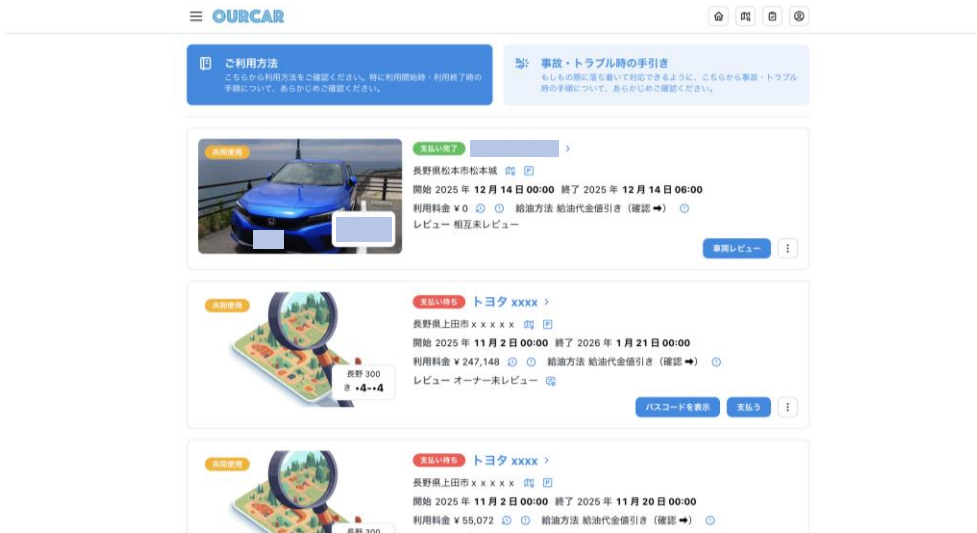 OURCAR
ご利用方法
こちらから利用方法をご確認ください。特に利用開始時・利用終了時の
手順について、あらかじめご確認ください。
事故・トラブル時の手引き
もしもの際に落ち着いて対応できるように、こちらから事故・トラブル
時の手順について、あらかじめご確認ください。
共同使用
支払い完了
長野県松本市松本城
開始 2025 年 12 月 14 日 00:00 終了 2025 年 12 月 14 日 06:00
利用料金 ¥ 0 給油方法 給油代金値引き（確認 ➡）
レビュー 相互未レビュー
車両レビュー
共同使用
長野 300
き ・4-・4
支払い待ち トヨタ xxxx
長野県上田市ｘｘｘｘｘ
開始 2025 年 11 月 2 日 00:00 終了 2026 年 1 月 21 日 00:00
利用料金 ¥ 247,148 給油方法 給油代金値引き（確認 ➡）
レビュー オーナー未レビュー
パスコードを表示 支払う
共同使用
長野 300
支払い待ち トヨタ xxxx
長野県上田市ｘｘｘｘｘ
開始 2025 年 11 月 2 日 00:00 終了 2025 年 11 月 20 日 00:00
利用料金 ¥ 55,072 給油方法 給油代金値引き（確認 ➡）